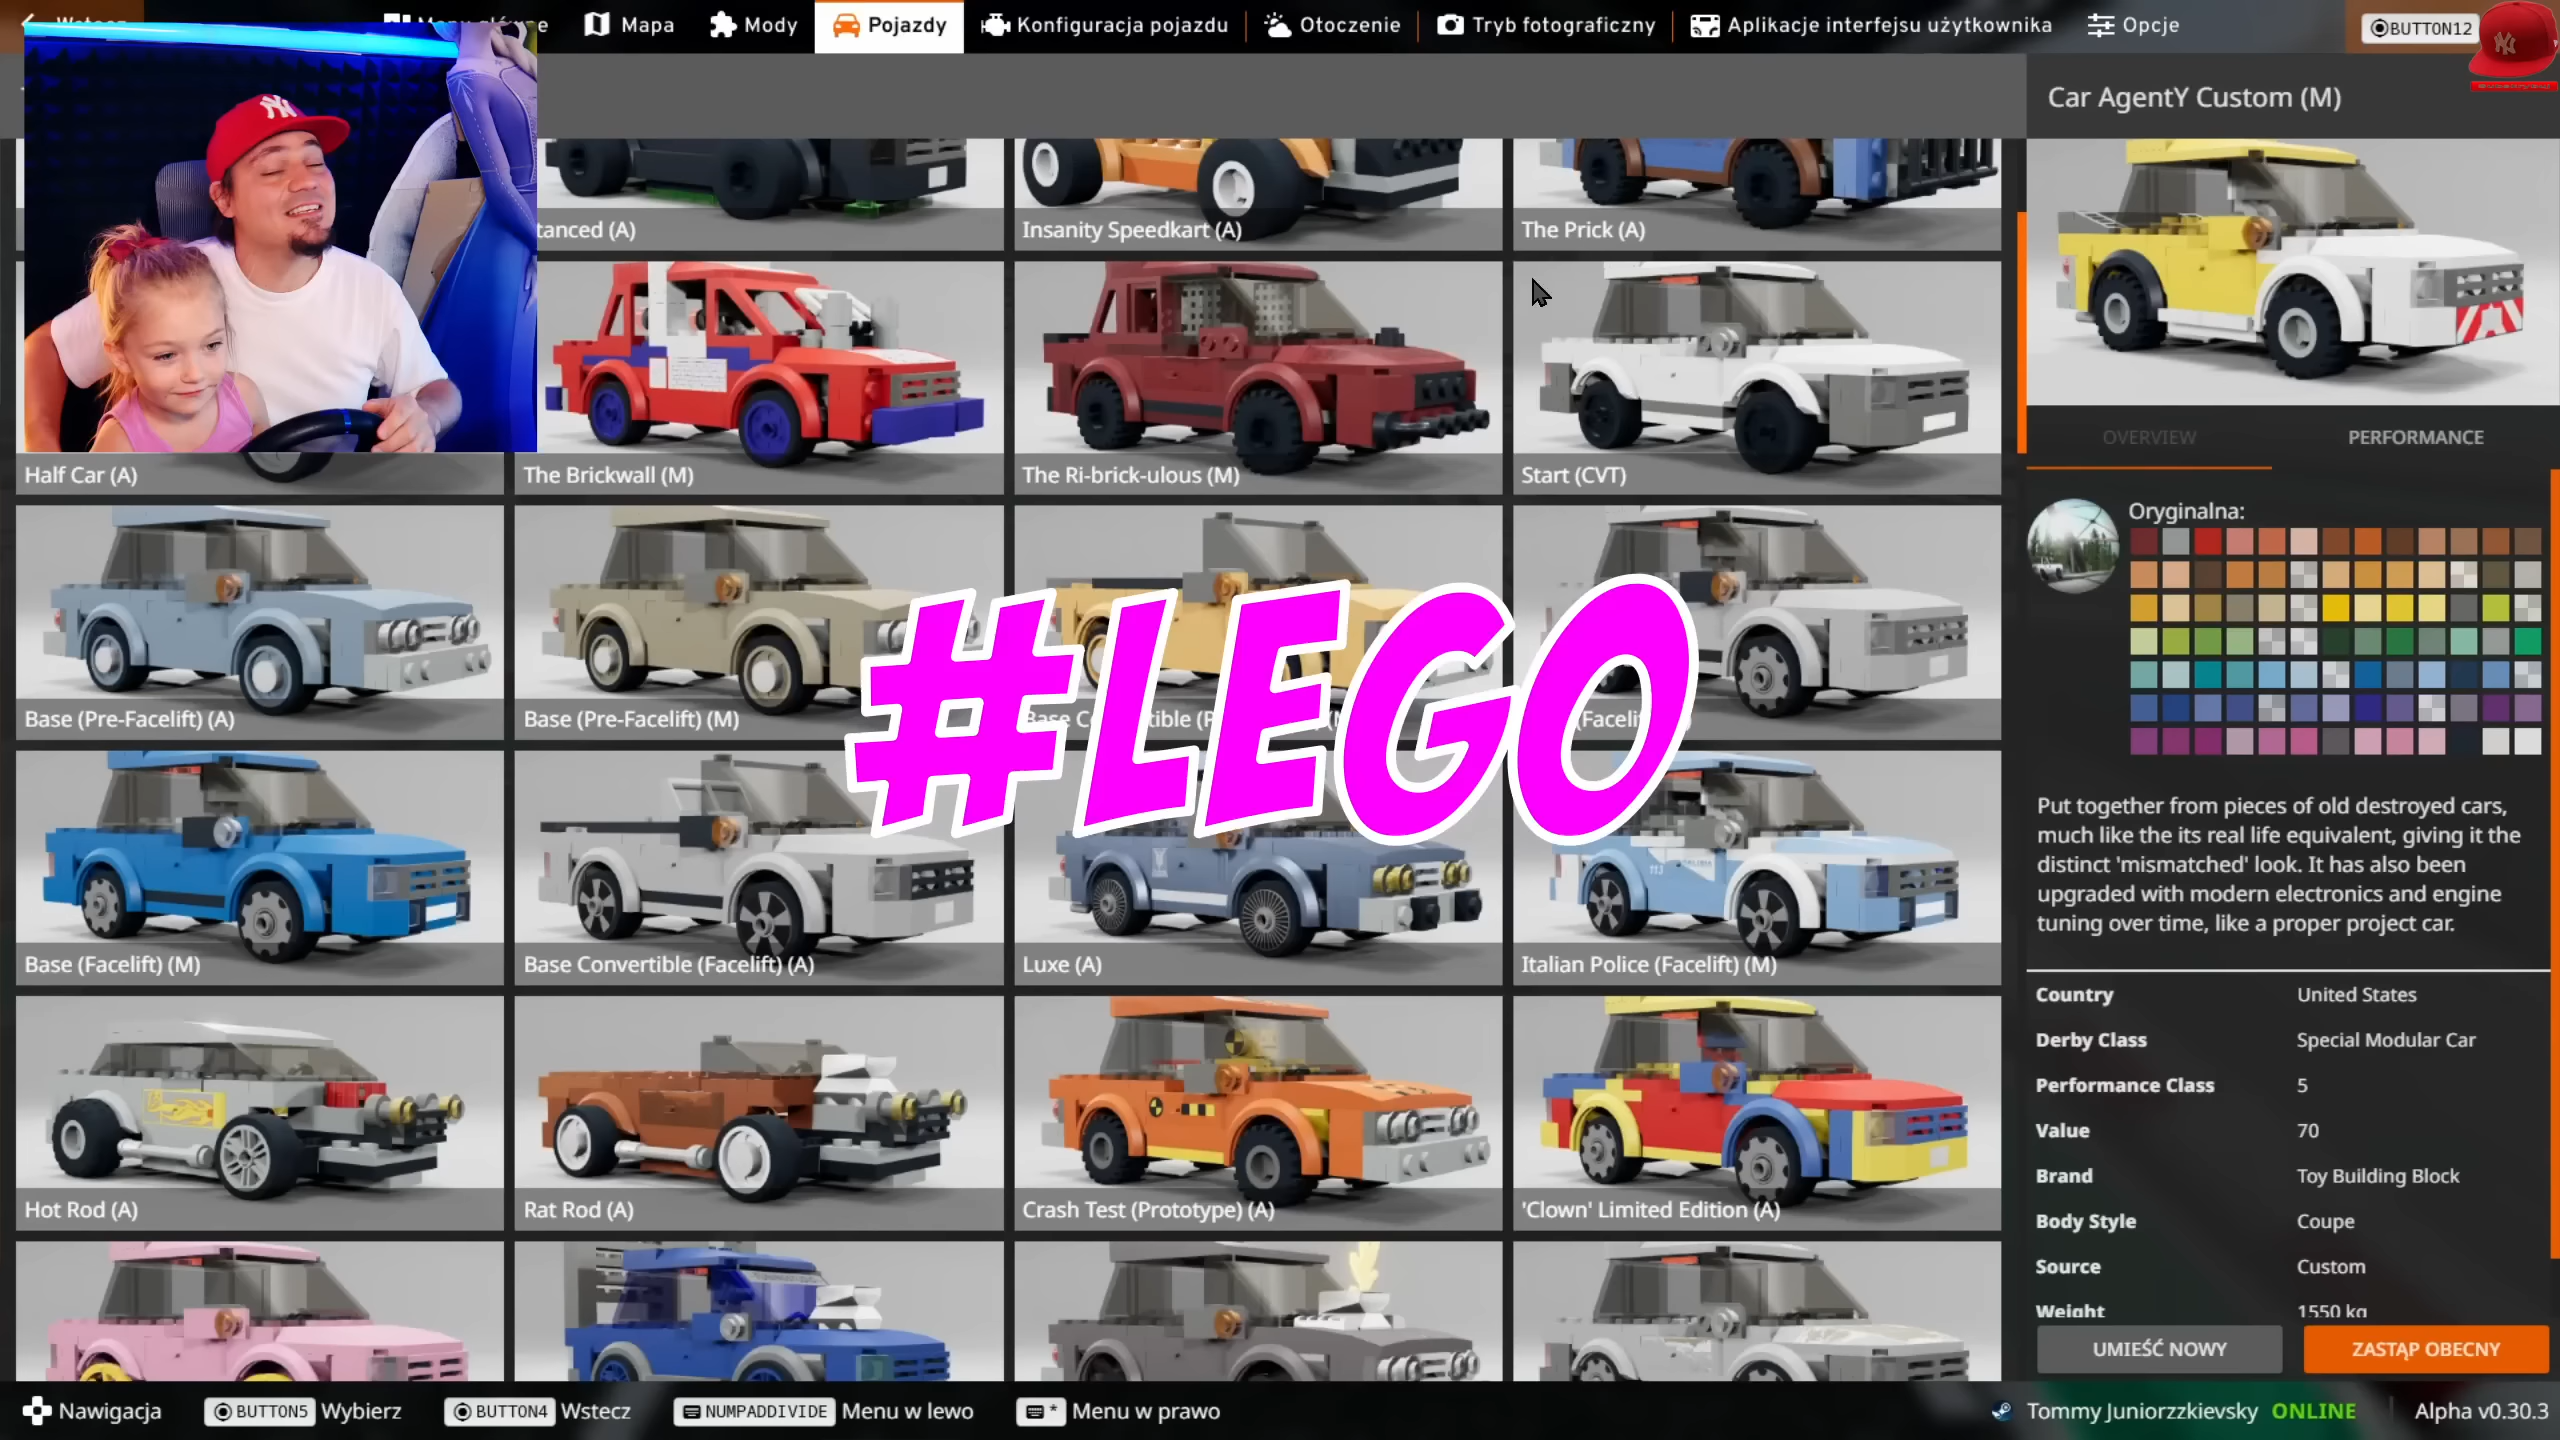 Wstecz
Menu główne
Mapa
Mody
Pojazdy
Konfiguracja pojazdu
Otoczenie
Tryb fotograficzny
Aplikacje interfejsu użytkownika
Opcje
BUTTON12
Car AgentY Custom (M)
tanced (A)
Insanity Speedkart (A)
The Prick (A)
Half Car (A)
The Brickwall (M)
The Ri-brick-ulous (M)
Start (CVT)
OVERVIEW
PERFORMANCE
Oryginalna:
#LEGO
Base (Pre-Facelift) (A)
Base (Pre-Facelift) (M)
Base (Facelift) (M)
Base Convertible (Facelift) (A)
Luxe (A)
Italian Police (Facelift) (M)
Hot Rod (A)
Rat Rod (A)
Crash Test (Prototype) (A)
'Clown' Limited Edition (A)
Put together from pieces of old destroyed cars,
much like the its real life equivalent, giving it the
distinct 'mismatched' look. It has also been
upgraded with modern electronics and engine
tuning over time, like a proper project car.
Country United States
Derby Class Special Modular Car
Performance Class 5
Value 70
Brand Toy Building Block
Body Style Coupe
Source Custom
Weight 1550 kg
UMIEŚĆ NOWY
ZASTĄP OBECNY
Nawigacja
BUTTON5 Wybierz
BUTTON4 Wstecz
NUMPADDIVIDE Menu w lewo
* Menu w prawo
Tommy Juniorzzkievsky ONLINE
Alpha v0.30.3